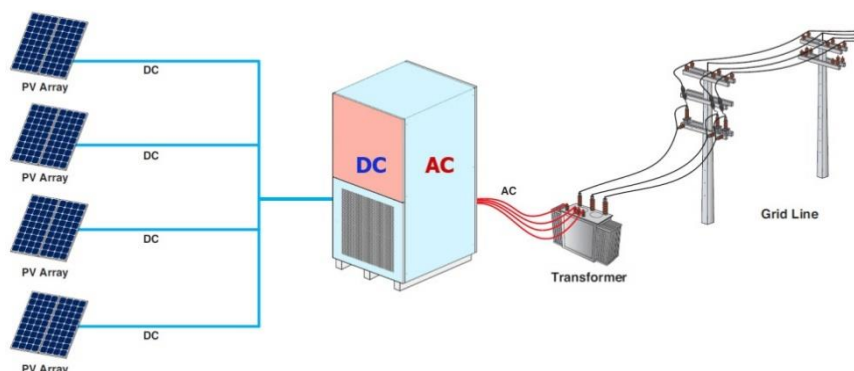 DC
PV Array
DC
PV Array
DC
PV Array
DC
PV Array
DC
AC
AC
Transformer
Grid Line